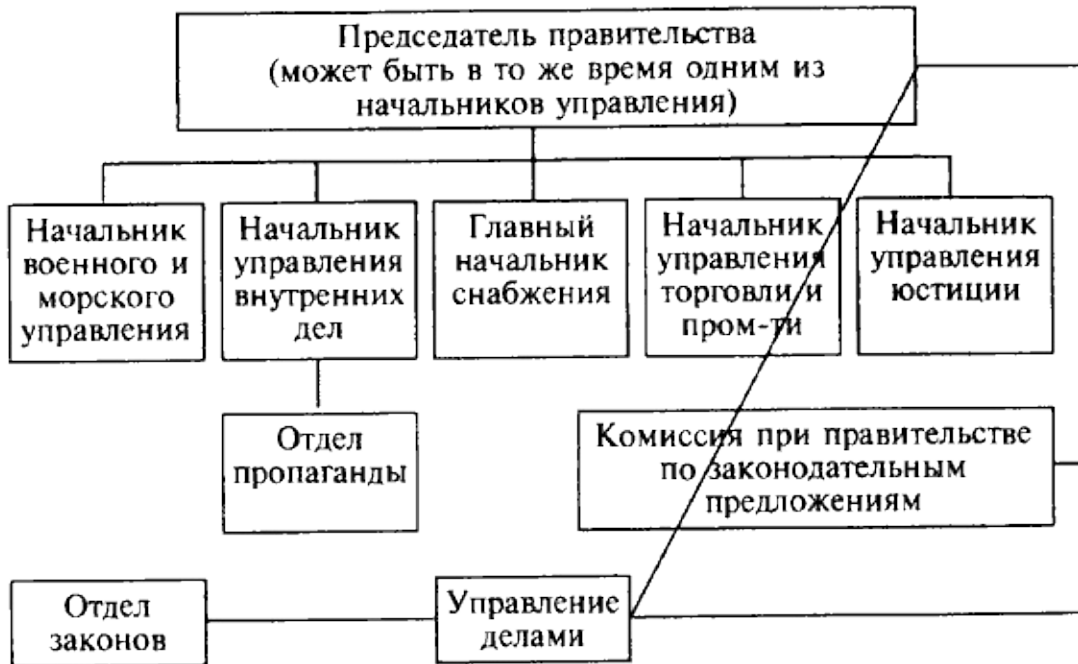 Председатель правительства
(может быть в то же время одним из
начальников управления)
Начальник
военного и
морского
управления
Начальник
управления
внутренних
дел
Главный
начальник
снабжения
Начальник
управления
торговли и
пром-ти
Начальник
управления
юстиции
Отдел
пропаганды
Комиссия при правительстве
по законодательным
предложениям
Отдел
законов
Управление
делами